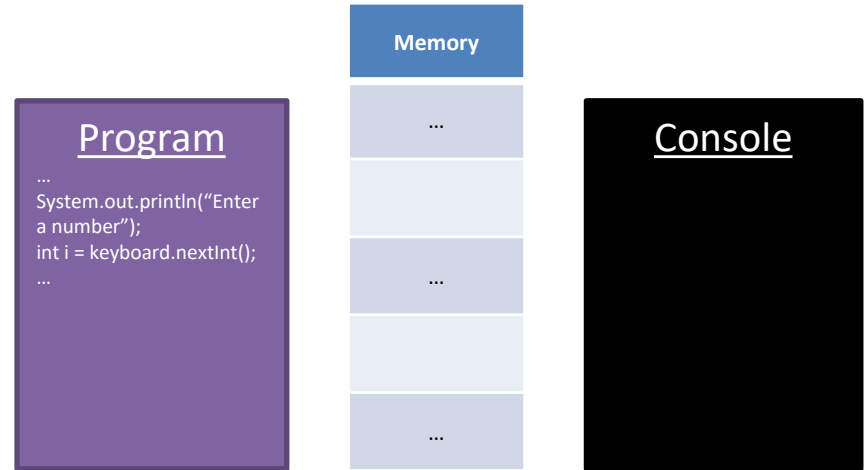 Program
...
System.out.println(“Enter
a number”);
int i = keyboard.nextInt();
...
Memory
...
...
...
Console